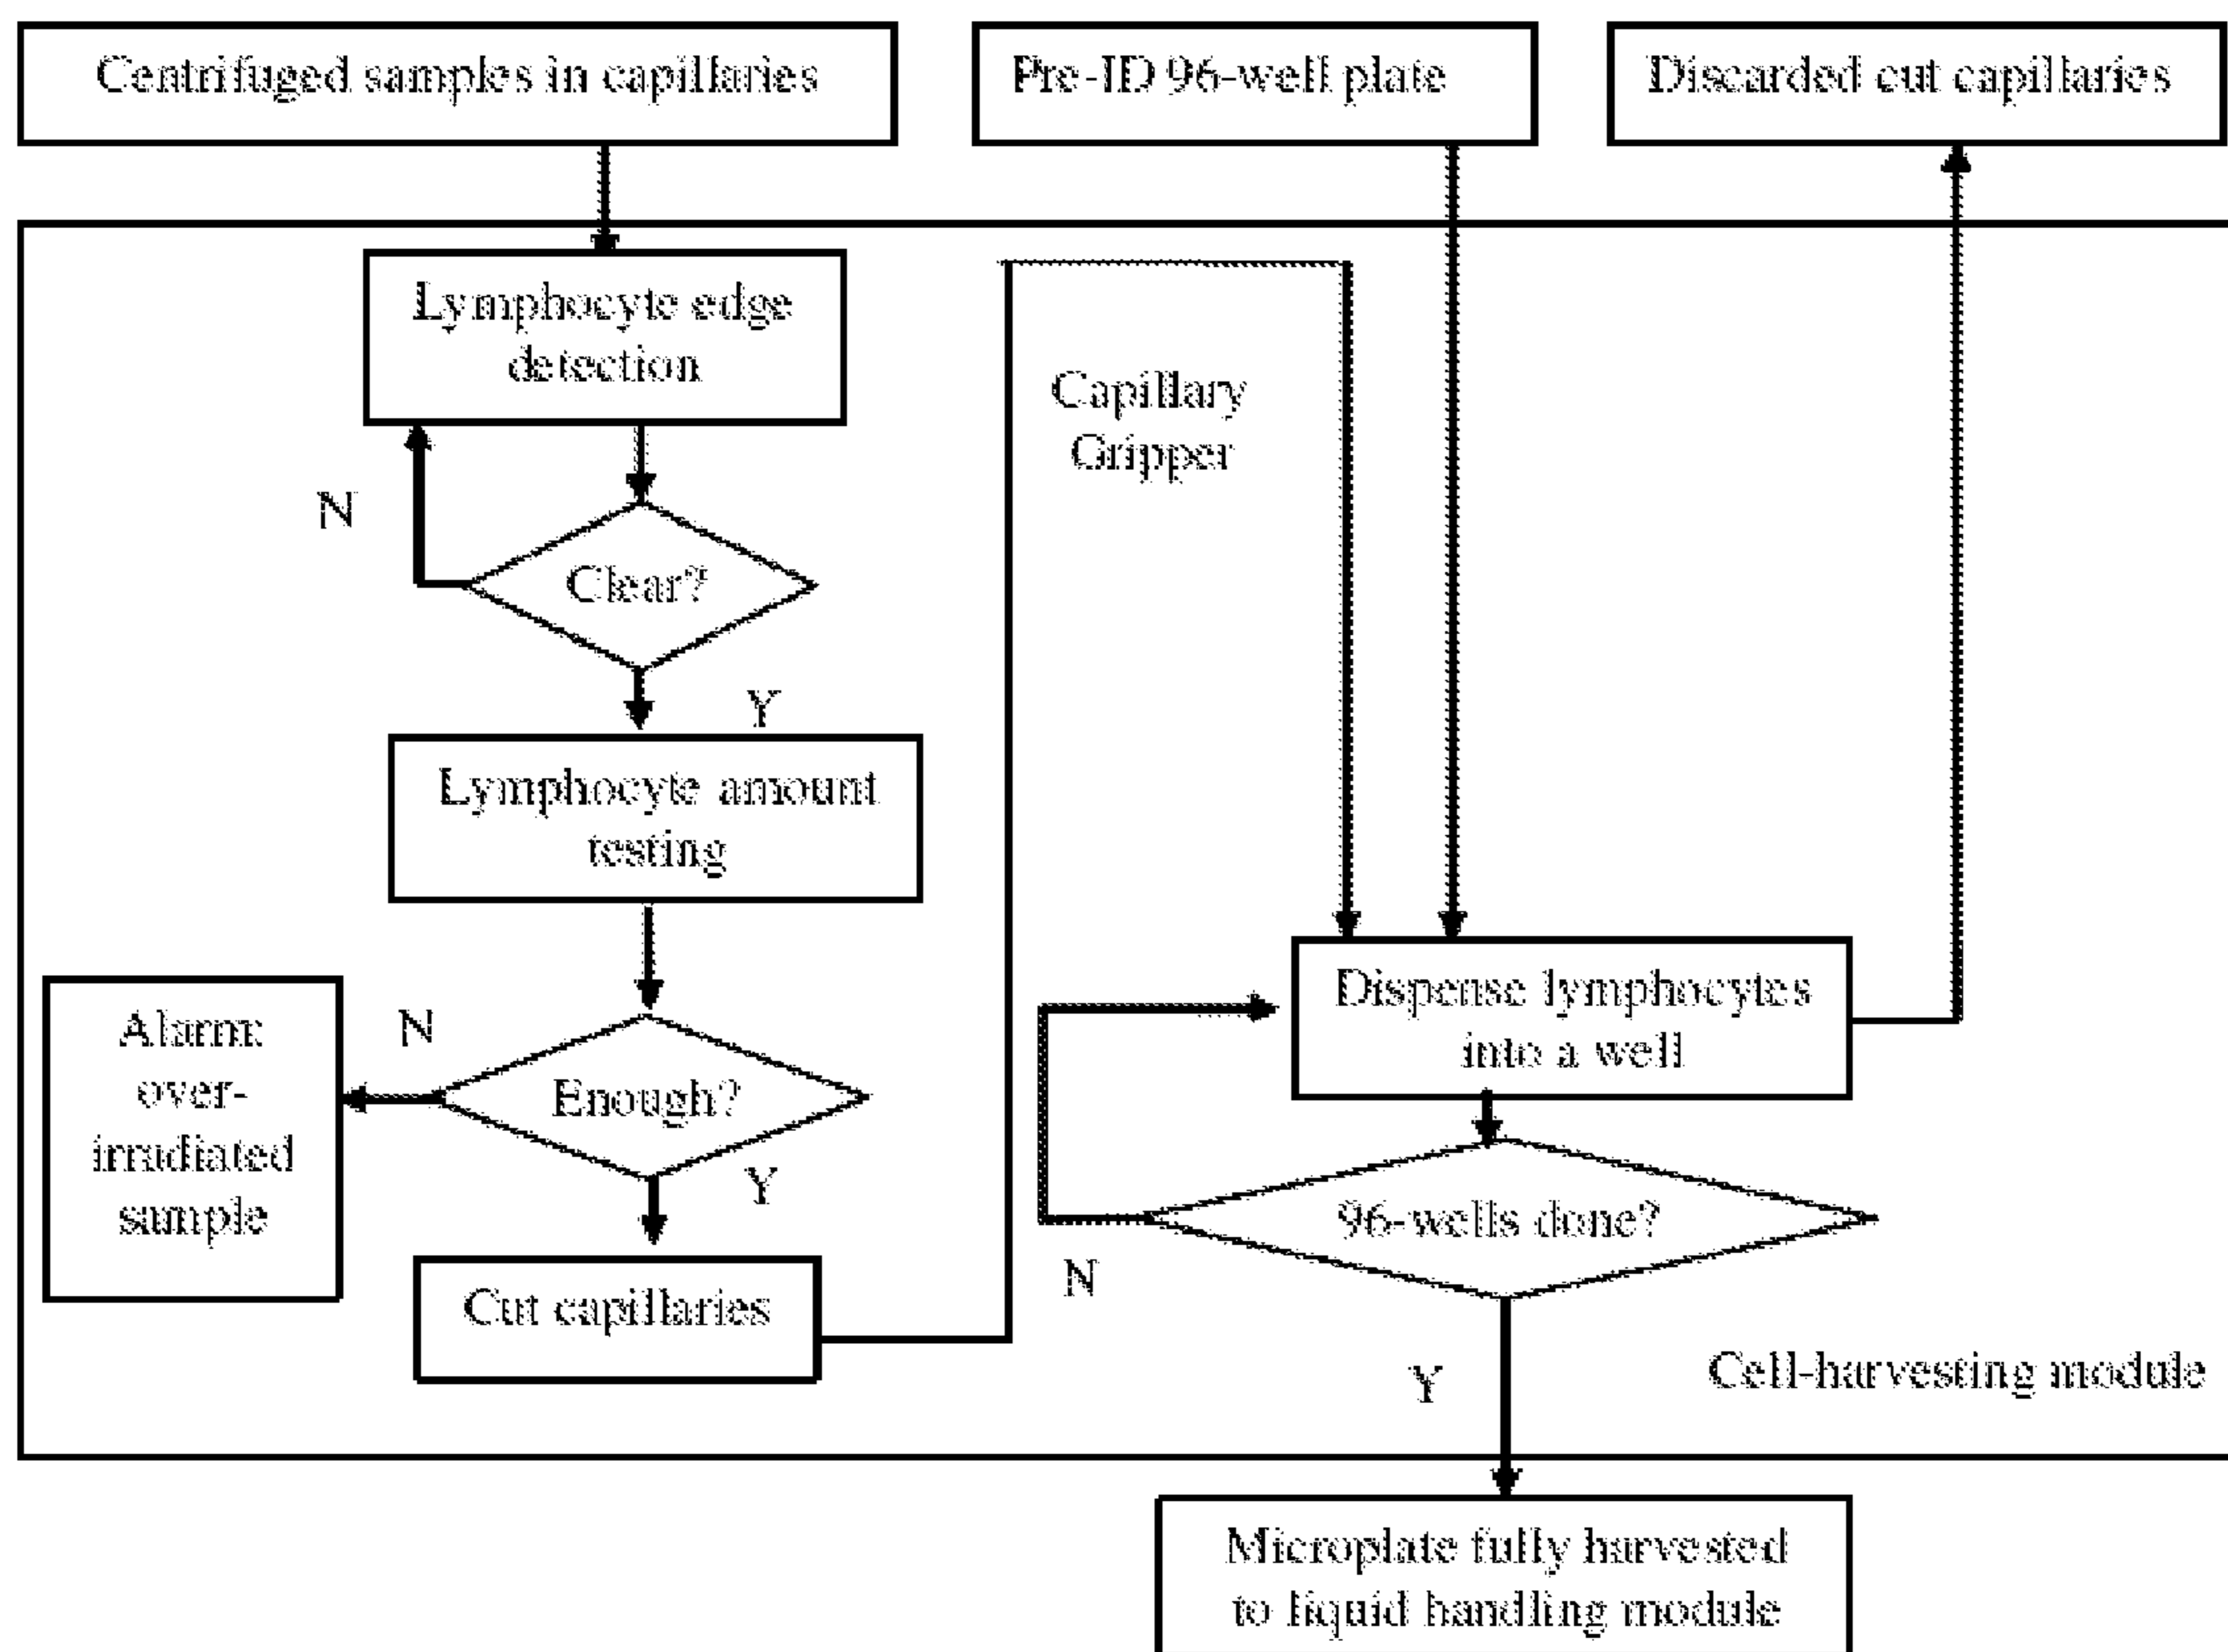 Centrifuged samples in capillaries
Pre-ID 96-well plate
Discarded cut capillaries
Lymphocyte edge
detection
N
Clear?
Y
Lymphocyte amount
testing
N
Enough?
Y
Alarm:
over-
irradiated
sample
Cut capillaries
Capillary
Gripper
Dispense lymphocytes
into a well
96-wells done?
N
Y
Cell-harvesting module
Microplate fully harvested
to liquid handling module